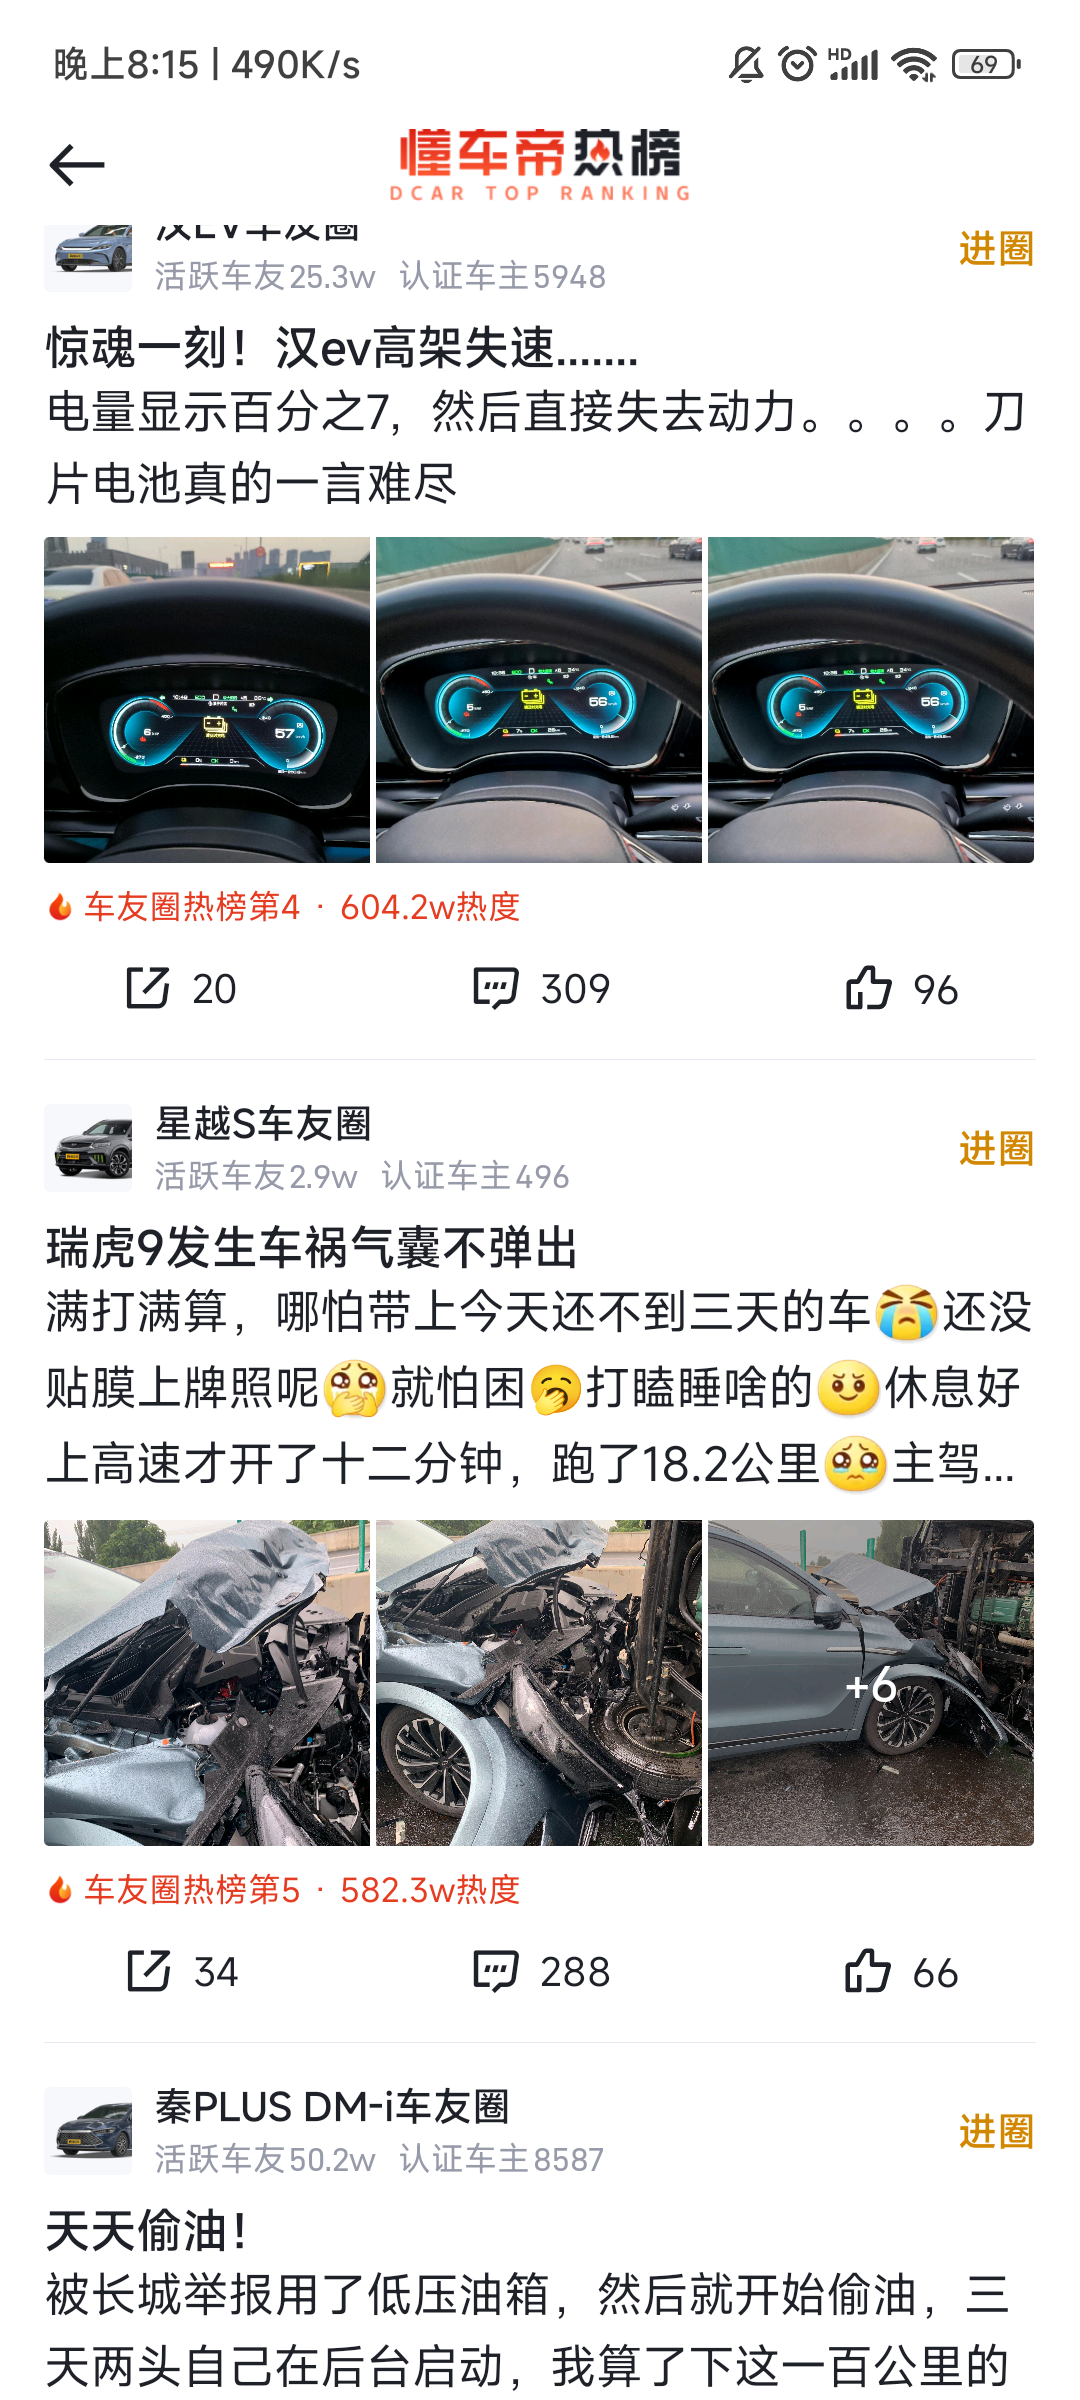 晚上8:15 | 490K/s
HD
69
懂车帝热榜
DCAR TOP RANKING
汉EV车友圈
进圈
活跃车友25.3w 认证车主5948
惊魂一刻！汉ev高架失速.......
电量显示百分之7，然后直接失去动力。。。。刀
片电池真的一言难尽
6
57
5
56
5
56
车友圈热榜第4 · 604.2w热度
20
309
96
星越S车友圈
进圈
活跃车友2.9w 认证车主496
瑞虎9发生车祸气囊不弹出
满打满算，哪怕带上今天还不到三天的车😭还没
贴膜上牌照呢🥺就怕困🥱打瞌睡啥的☺️休息好
上高速才开了十二分钟，跑了18.2公里🥹主驾...
+6
车友圈热榜第5 · 582.3w热度
34
288
66
秦PLUS DM-i车友圈
进圈
活跃车友50.2w 认证车主8587
天天偷油！
被长城举报用了低压油箱，然后就开始偷油，三
天两头自己在后台启动，我算了下这一百公里的